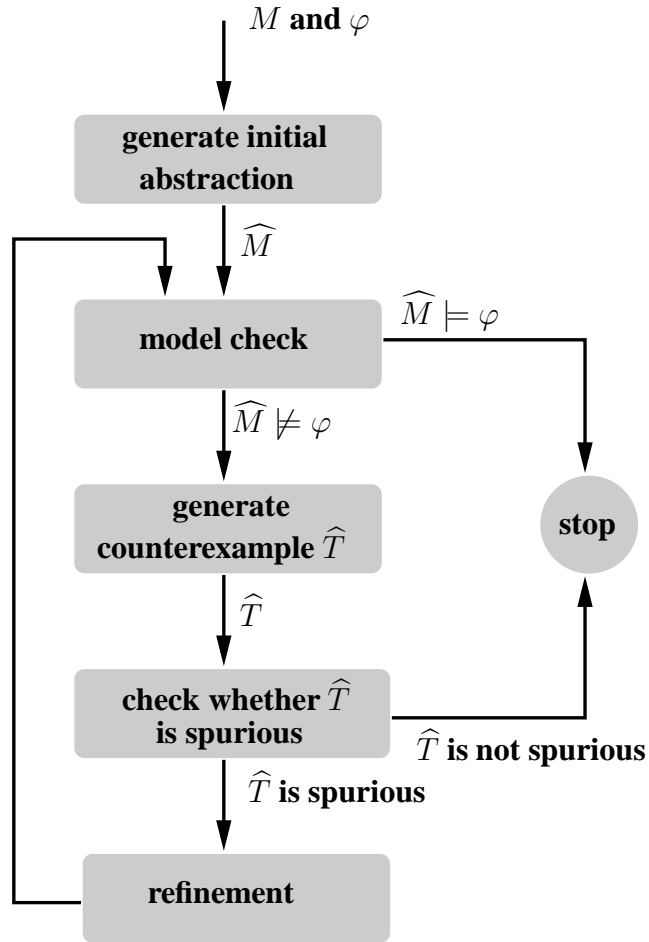 M and φ
generate initial
abstraction
M̂
model check
M̂ ⊨ φ
M̂ ⊭ φ
generate
counterexample T̂
stop
T̂
check whether T̂
is spurious
T̂ is not spurious
T̂ is spurious
refinement